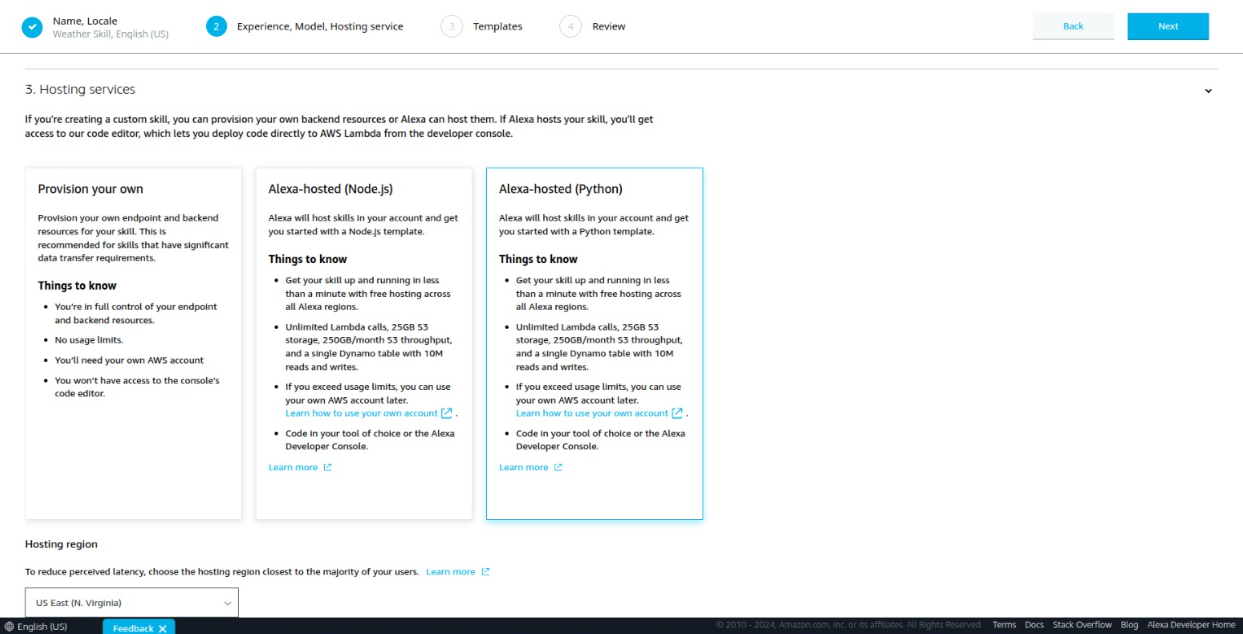 Name, Locale
Weather Skill, English (US)
2 Experience, Model, Hosting service
3 Templates
4 Review
Back
Next
3. Hosting services
If you're creating a custom skill, you can provision your own backend resources or Alexa can host them. If Alexa hosts your skill, you'll get
access to our code editor, which lets you deploy code directly to AWS Lambda from the developer console.
Provision your own
Provision your own endpoint and backend
resources for your skill. This is
recommended for skills that have significant
data transfer requirements.
Things to know
• You're in full control of your endpoint
and backend resources.
• No usage limits.
• You'll need your own AWS account
• You won't have access to the console's
code editor.
Alexa-hosted (Node.js)
Alexa will host skills in your account and get
you started with a Node.js template.
Things to know
• Get your skill up and running in less
than a minute with free hosting across
all Alexa regions.
• Unlimited Lambda calls, 25GB S3
storage, 250GB/month S3 throughput,
and a single Dynamo table with 10M
reads and writes.
• If you exceed usage limits, you can use
your own AWS account later.
Learn how to use your own account .
• Code in your tool of choice or the Alexa
Developer Console.
Learn more
Alexa-hosted (Python)
Alexa will host skills in your account and get
you started with a Python template.
Things to know
• Get your skill up and running in less
than a minute with free hosting across
all Alexa regions.
• Unlimited Lambda calls, 25GB S3
storage, 250GB/month S3 throughput,
and a single Dynamo table with 10M
reads and writes.
• If you exceed usage limits, you can use
your own AWS account later.
Learn how to use your own account .
• Code in your tool of choice or the Alexa
Developer Console.
Learn more
Hosting region
To reduce perceived latency, choose the hosting region closest to the majority of your users. Learn more
US East (N. Virginia)
English (US)
Feedback X
© 2010 - 2024, Amazon.com, Inc. or its affiliates. All Rights Reserved. Terms Docs Stack Overflow Blog Alexa Developer Home